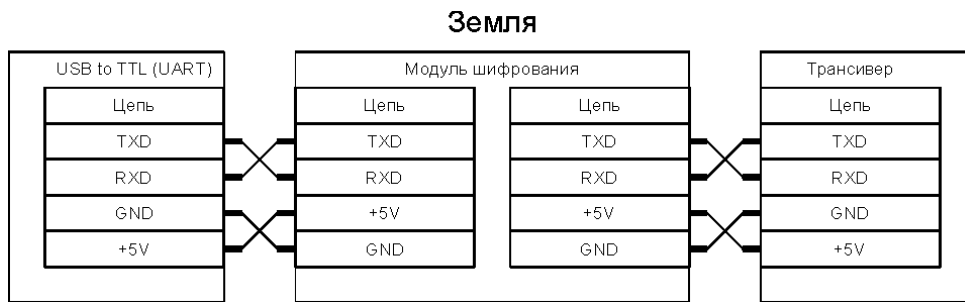 Земля
USB to TTL (UART)
Модуль шифрования
Трансивер
Цепь
Цепь
Цепь
Цепь
TXD
TXD
TXD
TXD
RXD
RXD
RXD
RXD
GND
+5V
+5V
GND
+5V
GND
GND
+5V